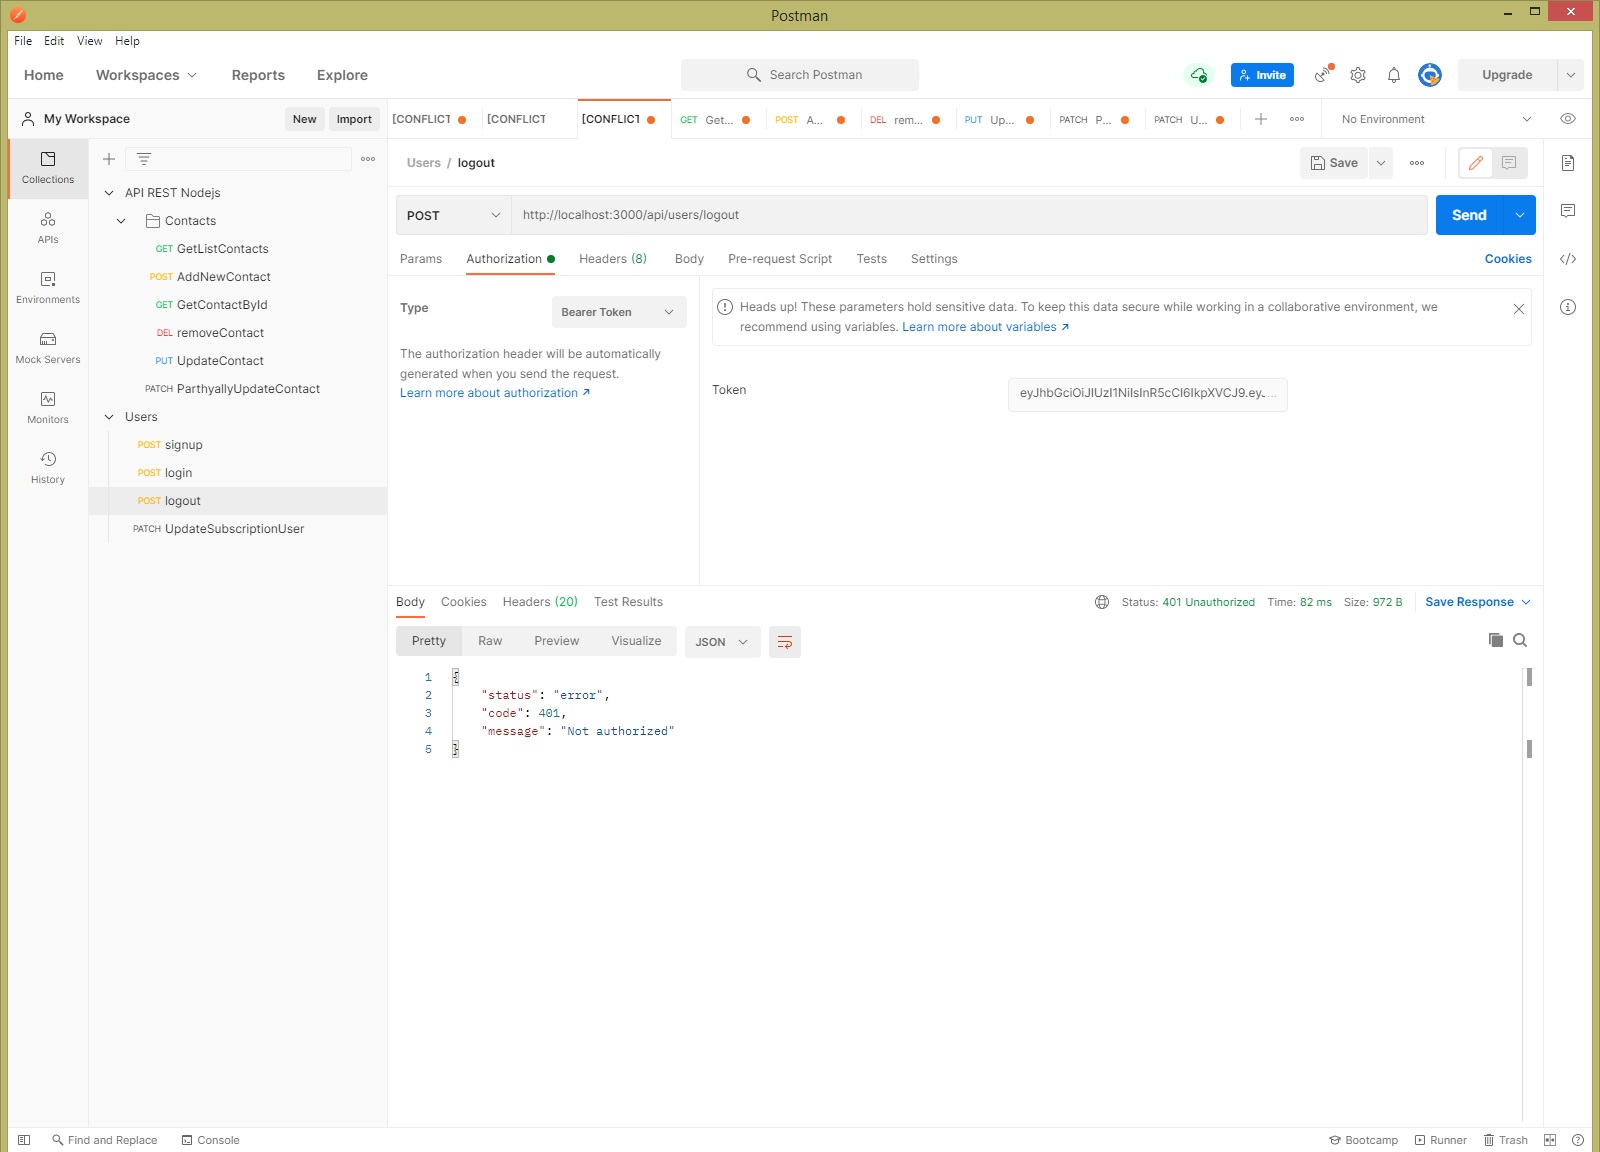 Postman
File Edit View Help
Home Workspaces Reports Explore Search Postman Invite Upgrade
My Workspace New Import [CONFLICT [CONFLICT [CONFLICT GET Get... POST A... DEL rem... PUT Up... PATCH P... PATCH U... No Environment
Collections
APIs
Environments
Mock Servers
Monitors
History
API REST Nodejs
Contacts
GET GetListContacts
POST AddNewContact
GET GetContactById
DEL removeContact
PUT UpdateContact
PATCH ParthyallyUpdateContact
Users
POST signup
POST login
POST logout
PATCH UpdateSubscriptionUser
Users / logout Save
POST http://localhost:3000/api/users/logout Send
Params Authorization Headers (8) Body Pre-request Script Tests Settings Cookies
Type Bearer Token
The authorization header will be automatically
generated when you send the request.
Learn more about authorization ↗
Heads up! These parameters hold sensitive data. To keep this data secure while working in a collaborative environment, we
recommend using variables. Learn more about variables ↗
Token eyJhbGciOiJIUzI1NiIsInR5cCI6IkpXVCJ9.ey....
Body Cookies Headers (20) Test Results Status: 401 Unauthorized Time: 82 ms Size: 972 B Save Response
Pretty Raw Preview Visualize JSON
1 {
2 "status": "error",
3 "code": 401,
4 "message": "Not authorized"
5 }
Find and Replace Console Bootcamp Runner Trash